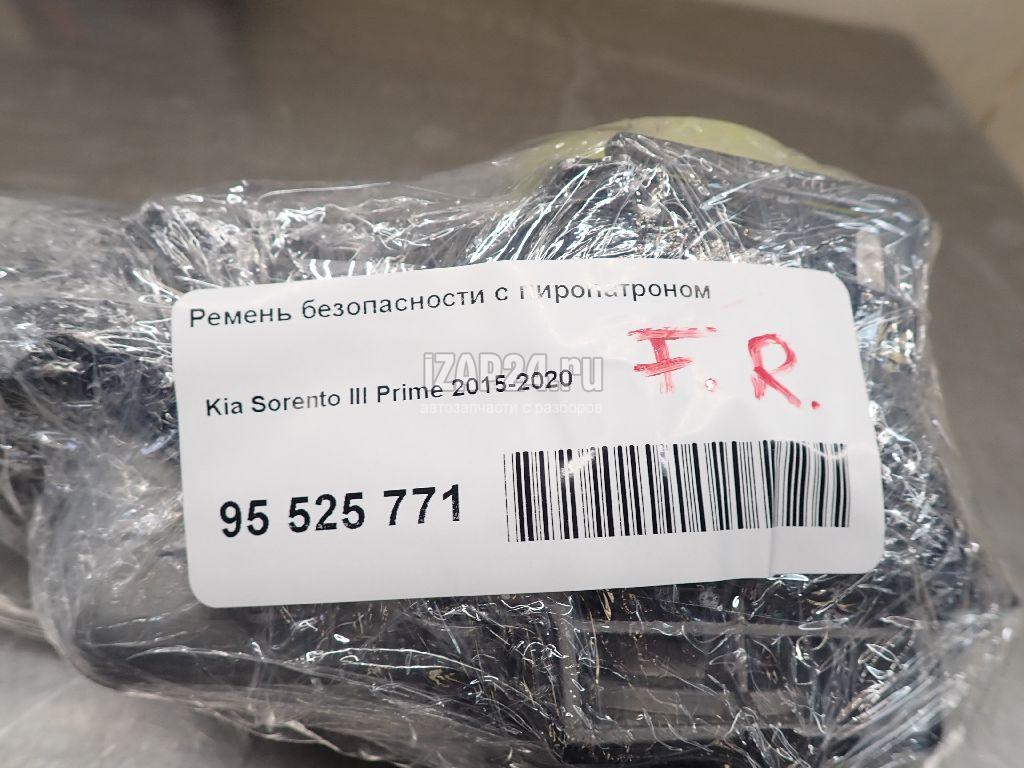 Ремень безопасности с пиропатроном
F.R.
iZAP24.ru
Kia Sorento III Prime 2015-2020
автозапчасти с разборов
95 525 771